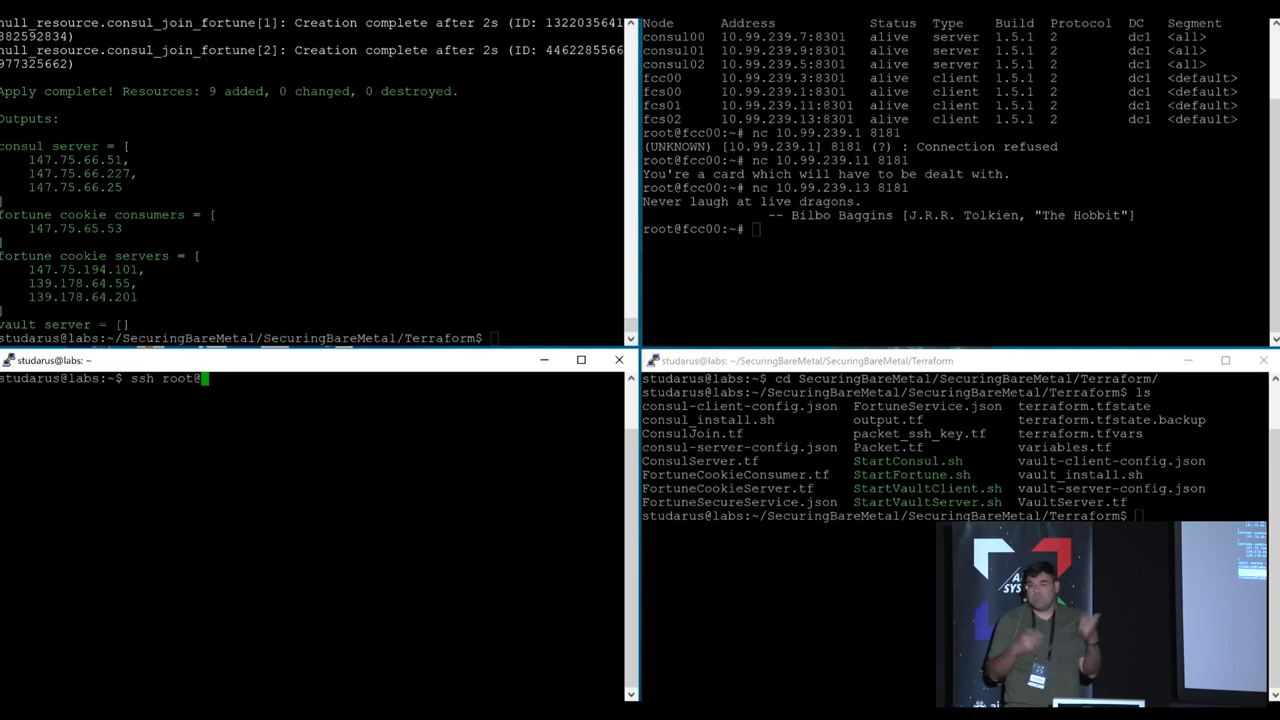 null_resource.consul_join_fortune[1]: Creation complete after 2s (ID: 1322035641
882592834)
null_resource.consul_join_fortune[2]: Creation complete after 2s (ID: 4462285566
977325662)
Apply complete! Resources: 9 added, 0 changed, 0 destroyed.
Outputs:
consul server = [
147.75.66.51,
147.75.66.227,
147.75.66.25
]
fortune cookie consumers = [
147.75.65.53
]
fortune cookie servers = [
147.75.194.101,
139.178.64.55,
139.178.64.201
]
vault server = []
studarus@labs:~/SecuringBareMetal/SecuringBareMetal/Terraform$
Node Address Status Type Build Protocol DC Segment
consul00 10.99.239.7:8301 alive server 1.5.1 2 dc1 <all>
consul01 10.99.239.9:8301 alive server 1.5.1 2 dc1 <all>
consul02 10.99.239.5:8301 alive server 1.5.1 2 dc1 <all>
fcc00 10.99.239.3:8301 alive client 1.5.1 2 dc1 <default>
fcs00 10.99.239.1:8301 alive client 1.5.1 2 dc1 <default>
fcs01 10.99.239.11:8301 alive client 1.5.1 2 dc1 <default>
fcs02 10.99.239.13:8301 alive client 1.5.1 2 dc1 <default>
root@fcc00:~# nc 10.99.239.1 8181
(UNKNOWN) [10.99.239.1] 8181 (?) : Connection refused
root@fcc00:~# nc 10.99.239.11 8181
You're a card which will have to be dealt with.
root@fcc00:~# nc 10.99.239.13 8181
Never laugh at live dragons.
-- Bilbo Baggins [J.R.R. Tolkien, "The Hobbit"]
root@fcc00:~#
studarus@labs: ~
studarus@labs:~$ ssh root@
studarus@labs: ~/SecuringBareMetal/SecuringBareMetal/Terraform
studarus@labs:~$ cd SecuringBareMetal/SecuringBareMetal/Terraform/
studarus@labs:~/SecuringBareMetal/SecuringBareMetal/Terraform$ ls
consul-client-config.json FortuneService.json terraform.tfstate
consul_install.sh output.tf terraform.tfstate.backup
ConsulJoin.tf packet_ssh_key.tf terraform.tfvars
consul-server-config.json Packet.tf variables.tf
ConsulServer.tf StartConsul.sh vault-client-config.json
FortuneCookieConsumer.tf StartFortune.sh vault_install.sh
FortuneCookieServer.tf StartVaultClient.sh vault-server-config.json
FortuneSecureService.json StartVaultServer.sh VaultServer.tf
studarus@labs:~/SecuringBareMetal/SecuringBareMetal/Terraform$